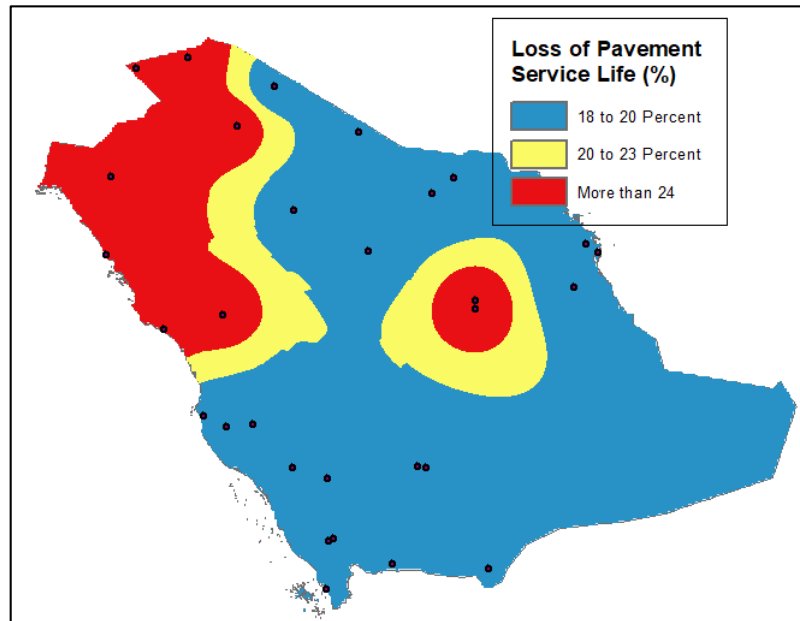 Loss of Pavement
Service Life (%)
18 to 20 Percent
20 to 23 Percent
More than 24